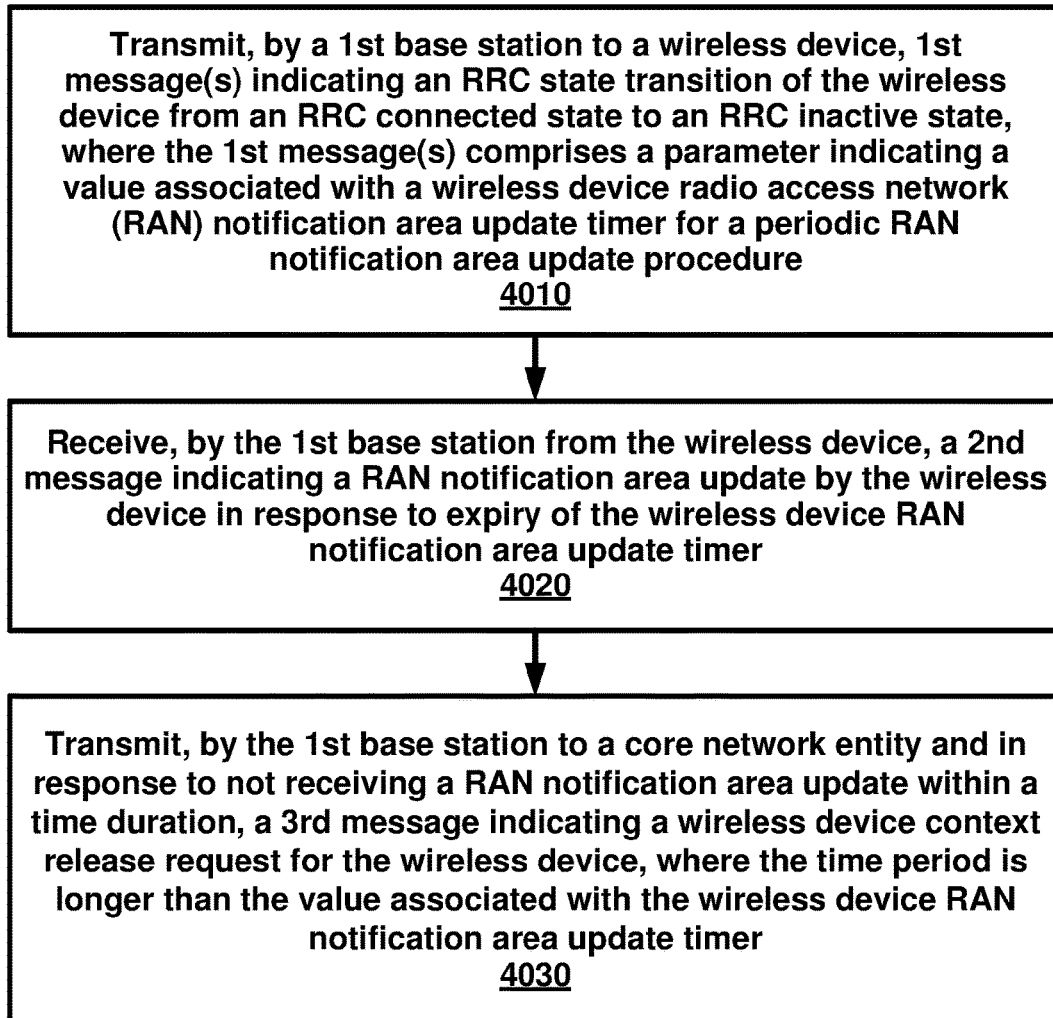 Transmit, by a 1st base station to a wireless device, 1st
message(s) indicating an RRC state transition of the wireless
device from an RRC connected state to an RRC inactive state,
where the 1st message(s) comprises a parameter indicating a
value associated with a wireless device radio access network
(RAN) notification area update timer for a periodic RAN
notification area update procedure
4010
Receive, by the 1st base station from the wireless device, a 2nd
message indicating a RAN notification area update by the wireless
device in response to expiry of the wireless device RAN
notification area update timer
4020
Transmit, by the 1st base station to a core network entity and in
response to not receiving a RAN notification area update within a
time duration, a 3rd message indicating a wireless device context
release request for the wireless device, where the time period is
longer than the value associated with the wireless device RAN
notification area update timer
4030